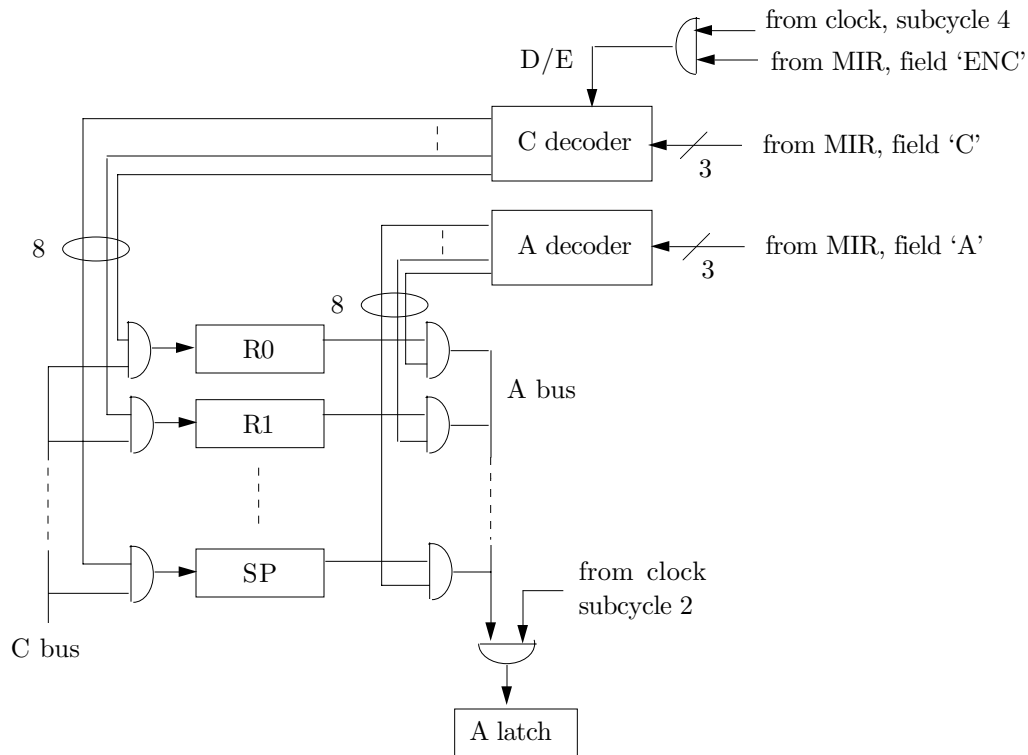 from clock, subcycle 4
D/E
from MIR, field ‘ENC’
C decoder
from MIR, field ‘C’
3
8
A decoder
from MIR, field ‘A’
3
8
R0
A bus
R1
SP
from clock
subcycle 2
C bus
A latch